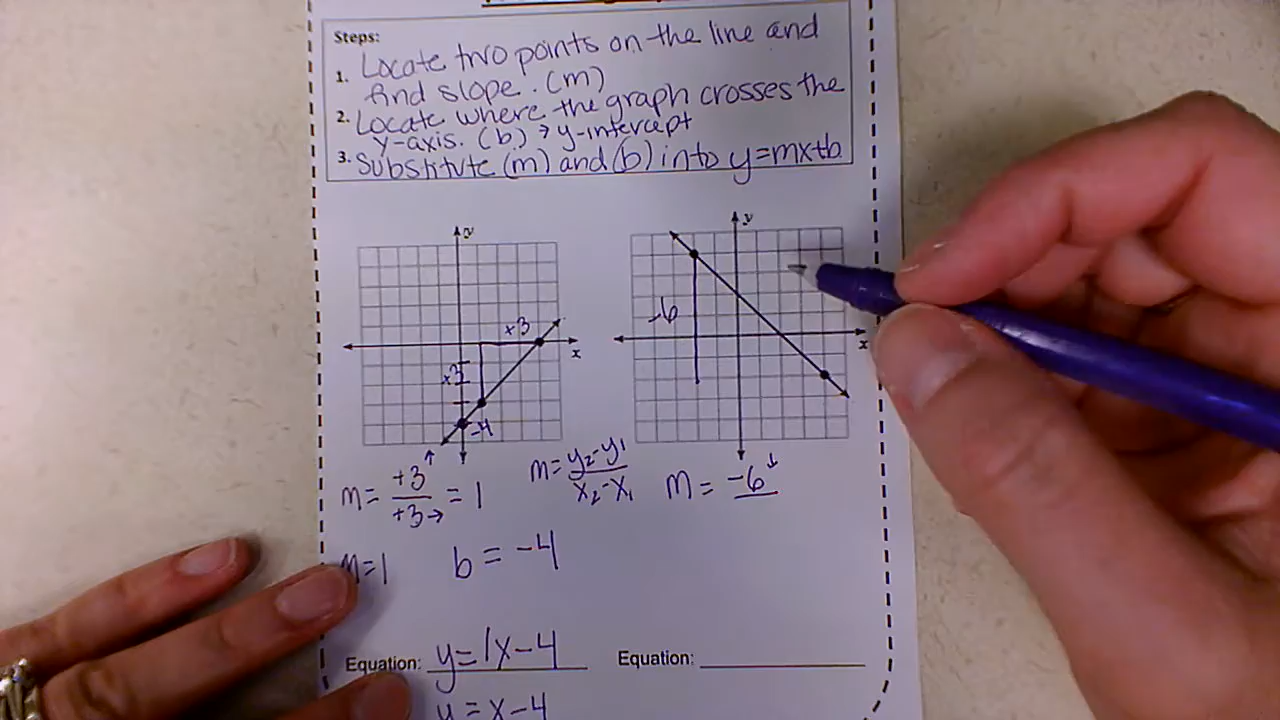 Steps:
1. Locate two points on the line and
find slope. (m)
2. Locate where the graph crosses the
y-axis. (b) → y-intercept
3. Substitute (m) and (b) into y=mx+b
y
x
+3
-4
y
x
-6
m = +3↑ / +3→ = 1
m = y₂-y₁ / x₂-x₁
m = -6↓
m=1
b = -4
Equation: y=1x-4
y = x-4
Equation: